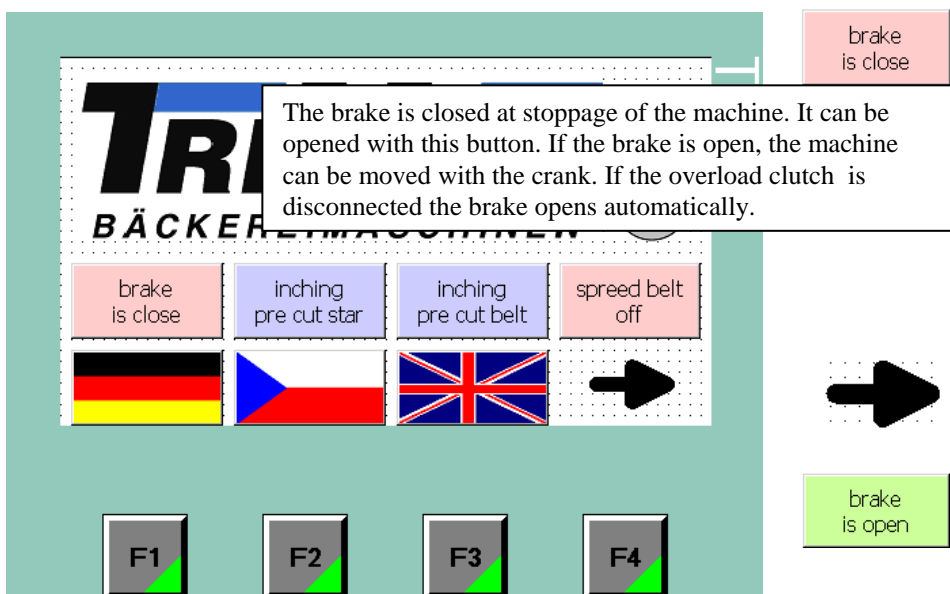 brake
is close
The brake is closed at stoppage of the machine. It can be
opened with this button. If the brake is open, the machine
can be moved with the crank. If the overload clutch is
disconnected the brake opens automatically.
brake
is close
inching
pre cut star
inching
pre cut belt
spreed belt
off
brake
is open
F1
F2
F3
F4